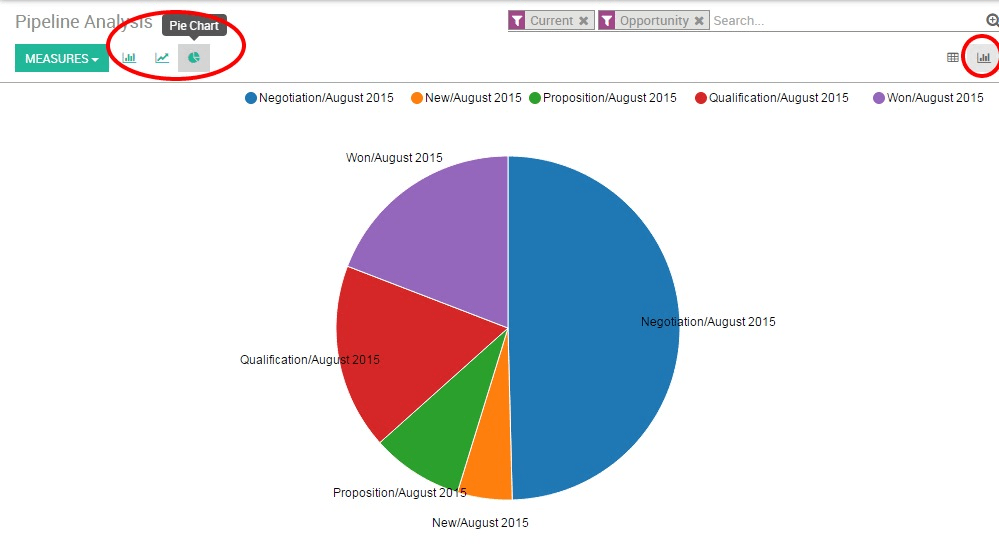 Pipeline Analysis
Pie Chart
Current ✖ Opportunity ✖ Search...
MEASURES
Negotiation/August 2015 New/August 2015 Proposition/August 2015 Qualification/August 2015 Won/August 2015
Won/August 2015
Negotiation/August 2015
Qualification/August 2015
Proposition/August 2015
New/August 2015